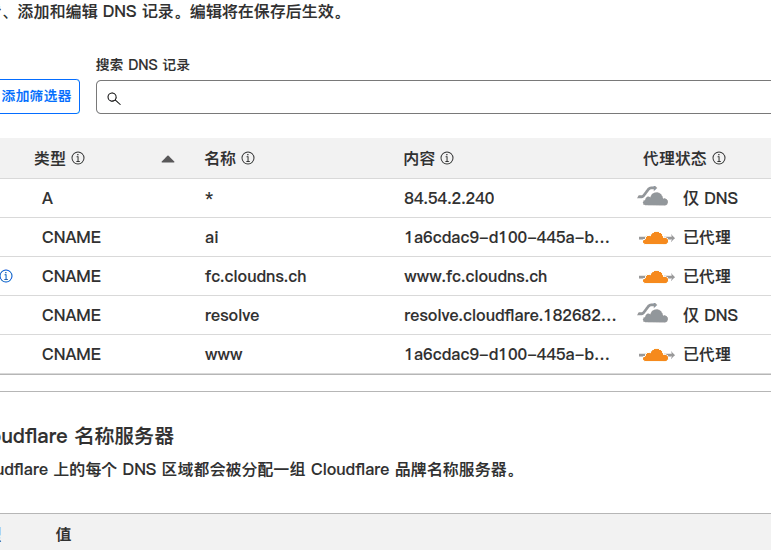 、添加和编辑 DNS 记录。编辑将在保存后生效。
搜索 DNS 记录
添加筛选器
类型 名称 内容 代理状态
A * 84.54.2.240 仅 DNS
CNAME ai 1a6cdac9-d100-445a-b... 已代理
CNAME fc.cloudns.ch www.fc.cloudns.ch 已代理
CNAME resolve resolve.cloudflare.182682... 仅 DNS
CNAME www 1a6cdac9-d100-445a-b... 已代理
oudflare 名称服务器
udflare 上的每个 DNS 区域都会被分配一组 Cloudflare 品牌名称服务器。
值